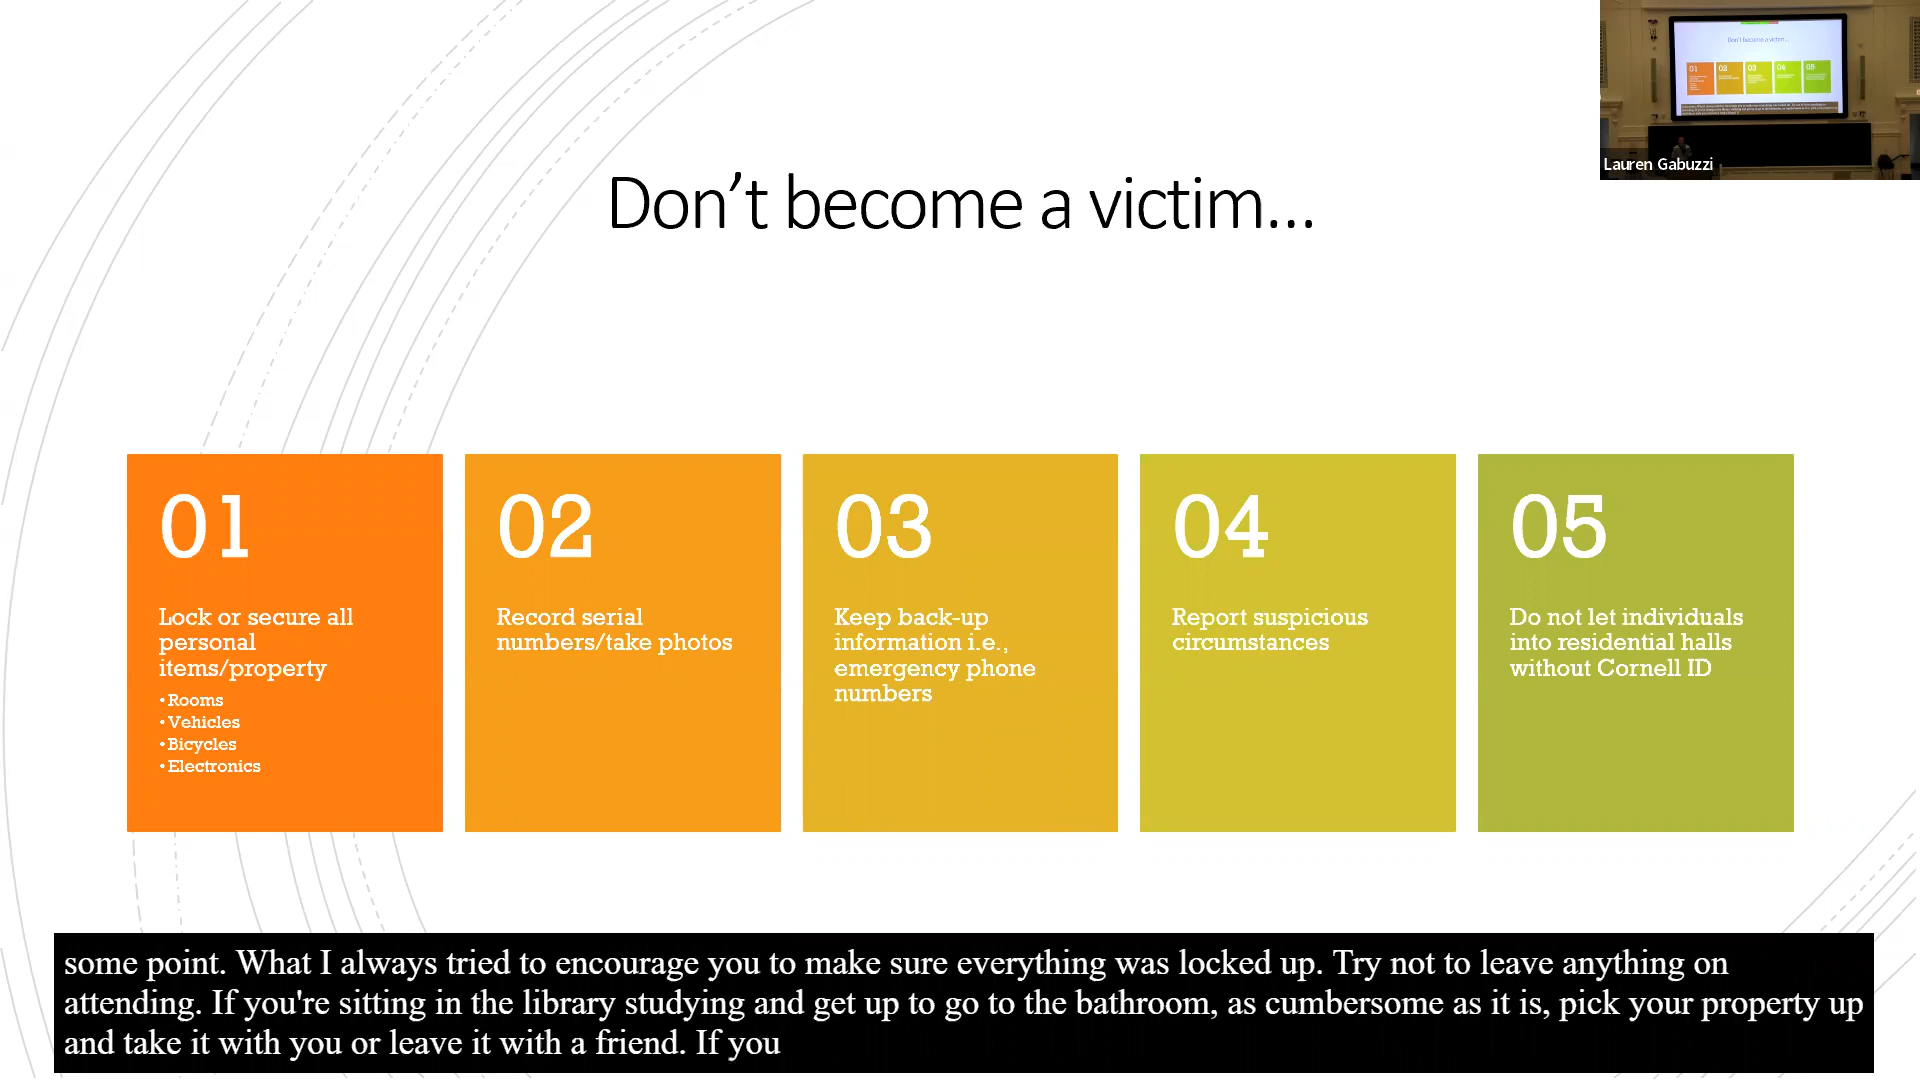 Lauren Gabuzzi
Don’t become a victim…
01
Lock or secure all
personal
items/property
• Rooms
• Vehicles
• Bicycles
• Electronics
02
Record serial
numbers/take photos
03
Keep back-up
information i.e.,
emergency phone
numbers
04
Report suspicious
circumstances
05
Do not let individuals
into residential halls
without Cornell ID
some point. What I always tried to encourage you to make sure everything was locked up. Try not to leave anything on
attending. If you're sitting in the library studying and get up to go to the bathroom, as cumbersome as it is, pick your property up
and take it with you or leave it with a friend. If you